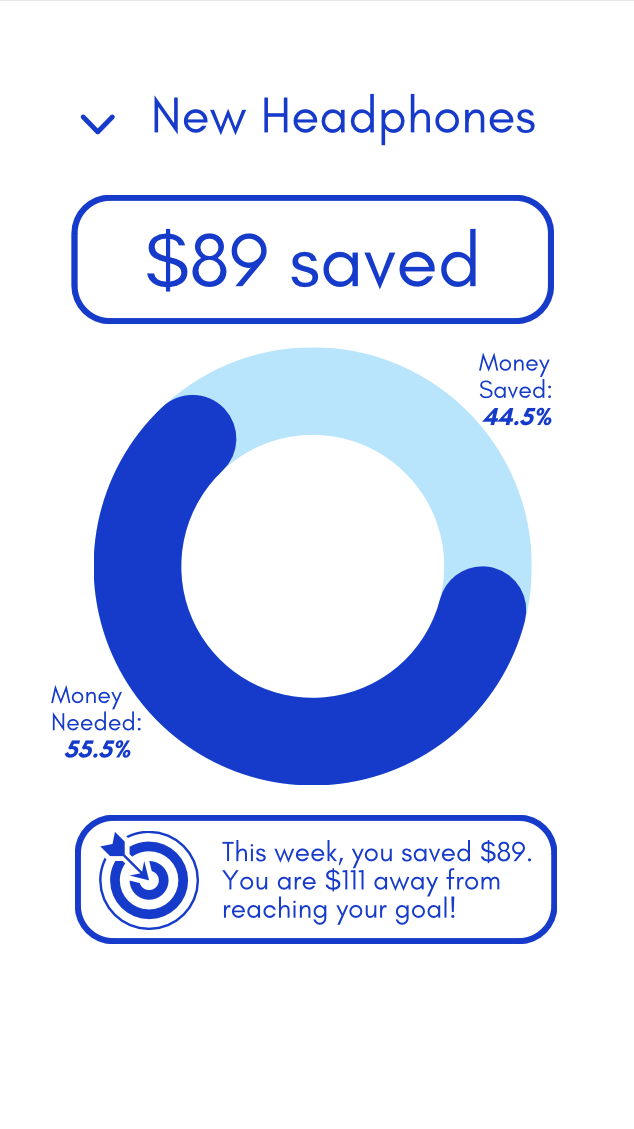 New Headphones
$89 saved
Money
Saved:
44.5%
Money
Needed:
55.5%
This week, you saved $89.
You are $111 away from
reaching your goal!